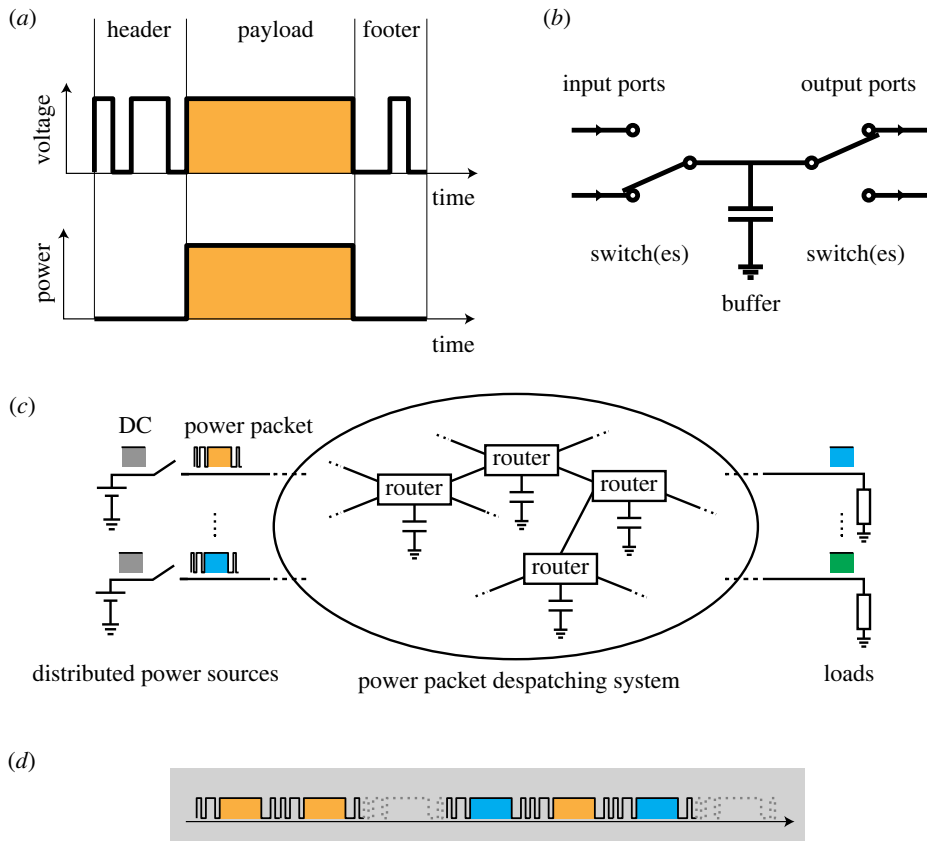 (a)
header payload footer
voltage
time
power
time
(b)
input ports output ports
switch(es) switch(es)
buffer
(c)
DC power packet
router
router
router
router
distributed power sources
power packet despatching system
loads
(d)